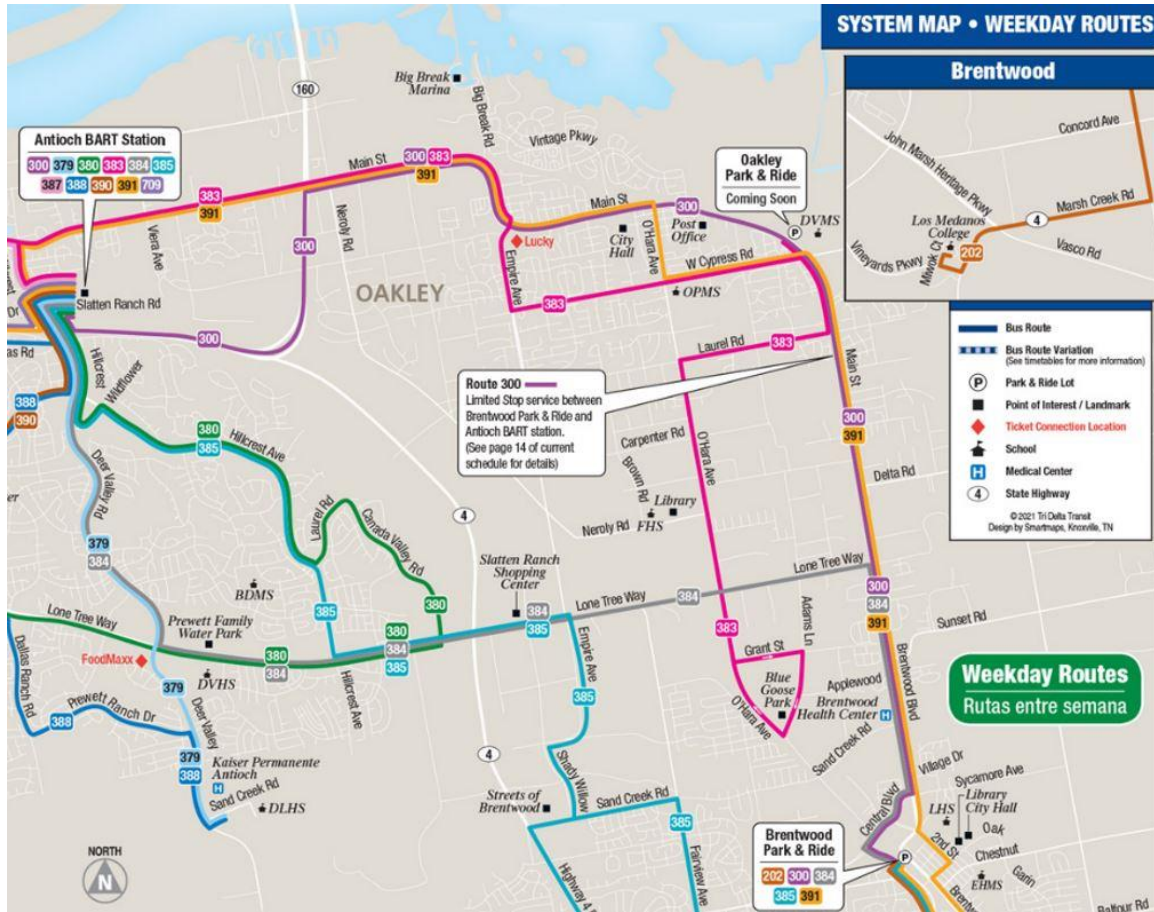 SYSTEM MAP • WEEKDAY ROUTES
Brentwood
Concord Ave
John Marsh Heritage Pkwy
Marsh Creek Rd
4
Los Medanos
College
202
Vasco Rd
Vineyards Pkwy
Miwok Ct
Bus Route
Bus Route Variation
(See timetables for more information)
P
Park & Ride Lot
Point of Interest / Landmark
Ticket Connection Location
School
H
Medical Center
4
State Highway
© 2021 Tri Delta Transit
Design by Smartmaps, Knoxville, TN
Weekday Routes
Rutas entre semana
Antioch BART Station
300 379 380 383 384 385
387 388 390 391 709
160
Big Break
Marina
Big Break Rd
Vintage Pkwy
Main St
300 383
391
383
391
Viera Ave
300
Neroly Rd
Oakley
Park & Ride
Coming Soon
P
DVMS
Main St
300
Lucky
City
Hall
O'Hara Ave
Post
Office
W Cypress Rd
Empire Ave
383
OPMS
OAKLEY
Slatten Ranch Rd
Dr
300
Hillcrest
Wildflower
388
390
380
385
Hillcrest Ave
Laurel Rd
383
Main St
Route 300
Limited Stop service between
Brentwood Park & Ride and
Antioch BART station.
(See page 14 of current
schedule for details)
300
391
Carpenter Rd
O'Hara Ave
Brown Rd
Delta Rd
Deer Valley Rd
Laurel Rd
Canada Valley Rd
4
Library
FHS
Neroly Rd
379
384
Slatten Ranch
Shopping
Center
Lone Tree Way
BDMS
384
385
Lone Tree Way
384
300
384
391
Lone Tree Way
Prewett Family
Water Park
385
380
380
384
385
Adams Ln
Sunset Rd
383
FoodMaxx
380
384
DVHS
Hillcrest Ave
Empire Ave
Grant St
Brentwood Blvd
Dallas Ranch Rd
379
Prewett Dr
388
Deer Valley
385
Blue
Goose
Park
O'Hara Ave
Applewood
Brentwood
Health Center
H
Sand Creek Rd
379
388
Kaiser Permanente
Antioch
H
Sand Creek Rd
DLHS
4
Shady Willow
Village Dr
Sycamore Ave
Central Blvd
Streets of
Brentwood
Sand Creek Rd
385
Library
City Hall
LHS
Oak
2nd St
Chestnut
Garin
EHMS
NORTH
N
Fairview Ave
Brentwood
Park & Ride
202 300 384
385 391
P
Balfour Rd